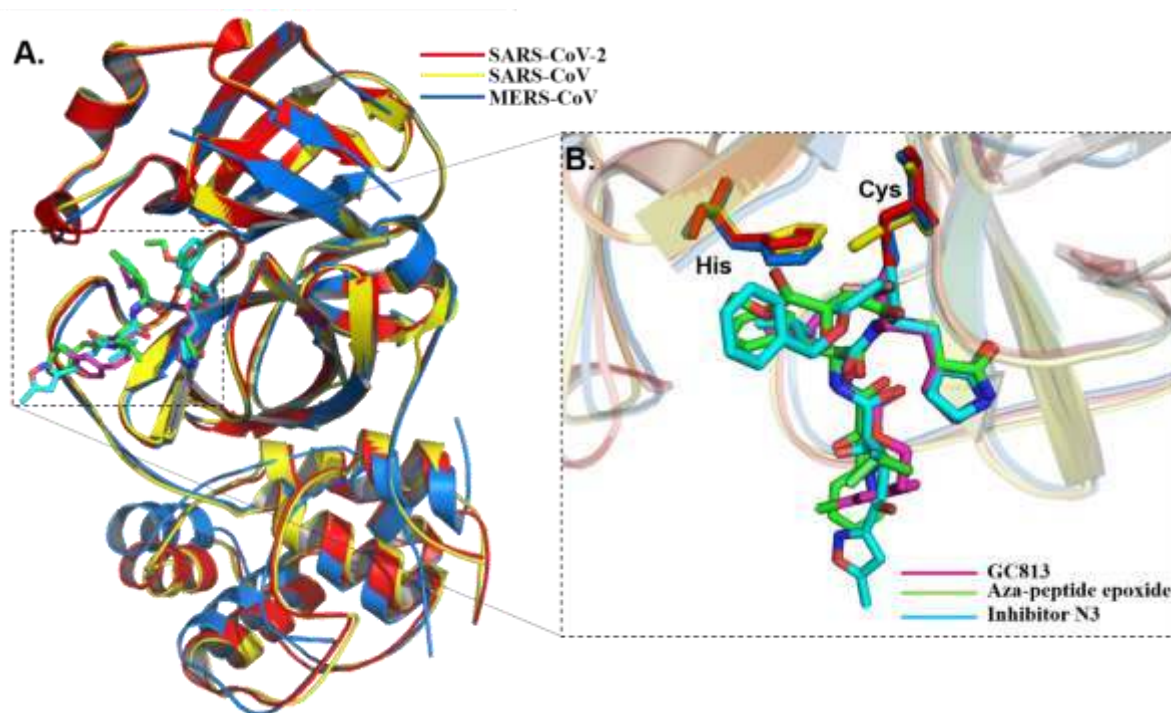 A.
SARS-CoV-2
SARS-CoV
MERS-CoV
B.
Cys
His
GC813
Aza-peptide epoxide
Inhibitor N3